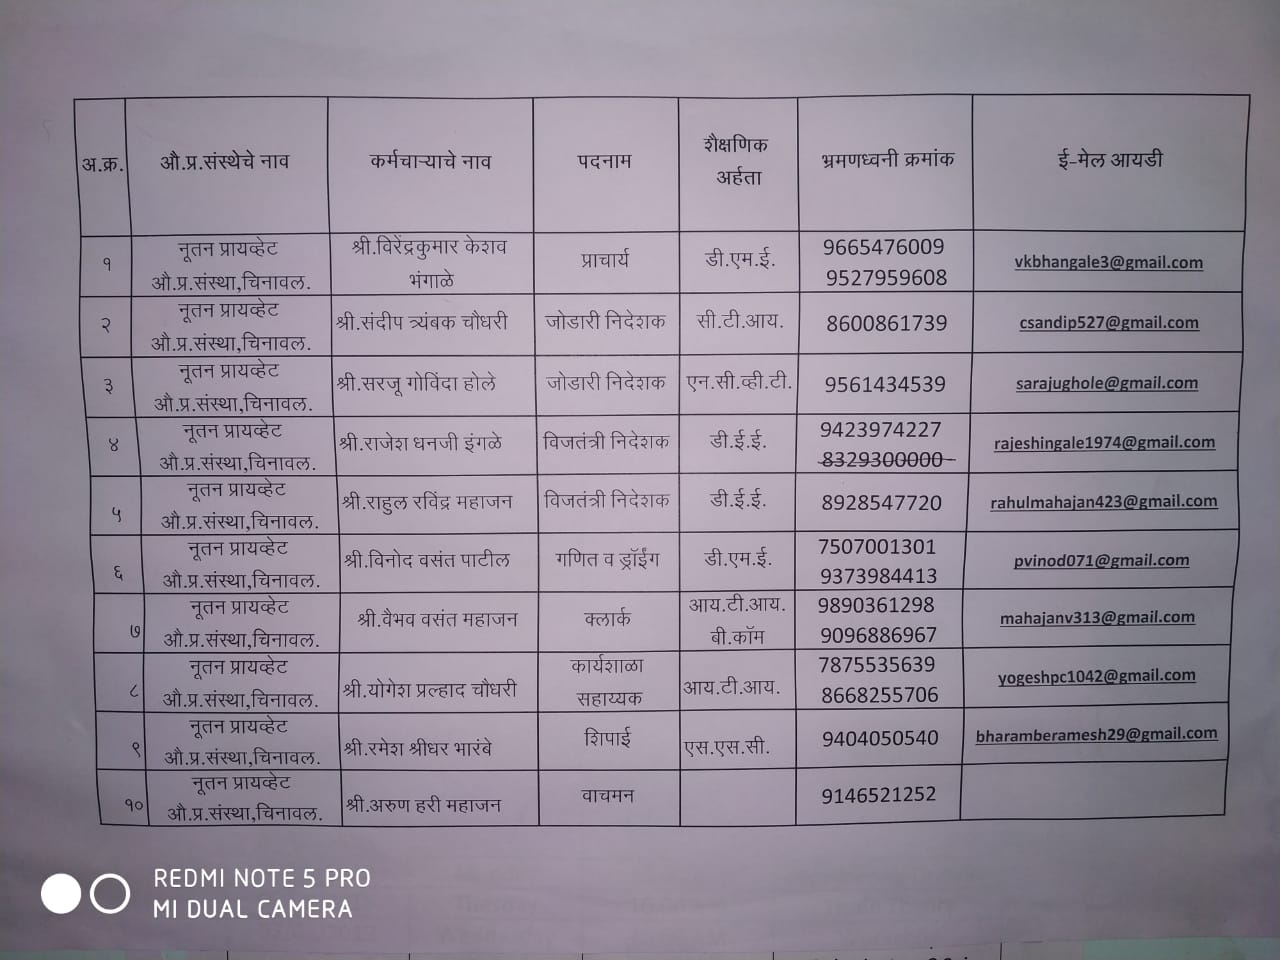 अ.क्र. औ.प्र.संस्थेचे नाव कर्मचाऱ्याचे नाव पदनाम शैक्षणिक अर्हता भ्रमणध्वनी क्रमांक ई-मेल आयडी
१ नूतन प्रायव्हेट औ.प्र.संस्था,चिनावल. श्री.विरेंद्रकुमार केशव भंगाळे प्राचार्य डी.एम.ई. 9665476009 9527959608 vkbhangale3@gmail.com
२ नूतन प्रायव्हेट औ.प्र.संस्था,चिनावल. श्री.संदीप त्र्यंबक चौधरी जोडारी निदेशक सी.टी.आय. 8600861739 csandip527@gmail.com
३ नूतन प्रायव्हेट औ.प्र.संस्था,चिनावल. श्री.सरजू गोविंदा होले जोडारी निदेशक एन.सी.व्ही.टी. 9561434539 sarajughole@gmail.com
४ नूतन प्रायव्हेट औ.प्र.संस्था,चिनावल. श्री.राजेश धनजी इंगळे विजतंत्री निदेशक डी.ई.ई. 9423974227 8329300000 rajeshingale1974@gmail.com
५ नूतन प्रायव्हेट औ.प्र.संस्था,चिनावल. श्री.राहुल रविंद्र महाजन विजतंत्री निदेशक डी.ई.ई. 8928547720 rahulmahajan423@gmail.com
६ नूतन प्रायव्हेट औ.प्र.संस्था,चिनावल. श्री.विनोद वसंत पाटील गणित व ड्रॉईंग डी.एम.ई. 7507001301 9373984413 pvinod071@gmail.com
७ नूतन प्रायव्हेट औ.प्र.संस्था,चिनावल. श्री.वैभव वसंत महाजन क्लार्क आय.टी.आय. बी.कॉम 9890361298 9096886967 mahajanv313@gmail.com
८ नूतन प्रायव्हेट औ.प्र.संस्था,चिनावल. श्री.योगेश प्रल्हाद चौधरी कार्यशाळा सहाय्यक आय.टी.आय. 7875535639 8668255706 yogeshpc1042@gmail.com
९ नूतन प्रायव्हेट औ.प्र.संस्था,चिनावल. श्री.रमेश श्रीधर भारंबे शिपाई एस.एस.सी. 9404050540 bharamberamesh29@gmail.com
१० नूतन प्रायव्हेट औ.प्र.संस्था,चिनावल. श्री.अरुण हरी महाजन वाचमन 9146521252
REDMI NOTE 5 PRO
MI DUAL CAMERA